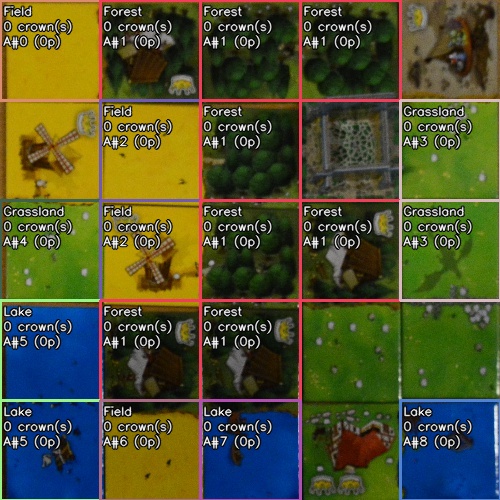 Field
0 crown(s)
A#0 (0p)
Forest
0 crown(s)
A#1 (0p)
Forest
0 crown(s)
A#1 (0p)
Forest
0 crown(s)
A#1 (0p)
Field
0 crown(s)
A#2 (0p)
Forest
0 crown(s)
A#1 (0p)
Grassland
0 crown(s)
A#3 (0p)
Grassland
0 crown(s)
A#4 (0p)
Field
0 crown(s)
A#2 (0p)
Forest
0 crown(s)
A#1 (0p)
Forest
0 crown(s)
A#1 (0p)
Grassland
0 crown(s)
A#3 (0p)
Lake
0 crown(s)
A#5 (0p)
Forest
0 crown(s)
A#1 (0p)
Forest
0 crown(s)
A#1 (0p)
Lake
0 crown(s)
A#5 (0p)
Field
0 crown(s)
A#6 (0p)
Lake
0 crown(s)
A#7 (0p)
Lake
0 crown(s)
A#8 (0p)